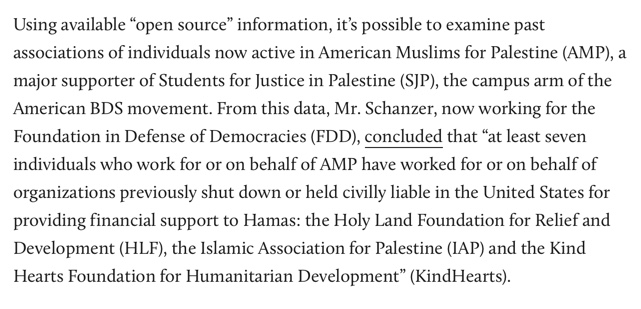 Using available “open source” information, it’s possible to examine past
associations of individuals now active in American Muslims for Palestine (AMP), a
major supporter of Students for Justice in Palestine (SJP), the campus arm of the
American BDS movement. From this data, Mr. Schanzer, now working for the
Foundation in Defense of Democracies (FDD), concluded that “at least seven
individuals who work for or on behalf of AMP have worked for or on behalf of
organizations previously shut down or held civilly liable in the United States for
providing financial support to Hamas: the Holy Land Foundation for Relief and
Development (HLF), the Islamic Association for Palestine (IAP) and the Kind
Hearts Foundation for Humanitarian Development” (KindHearts).